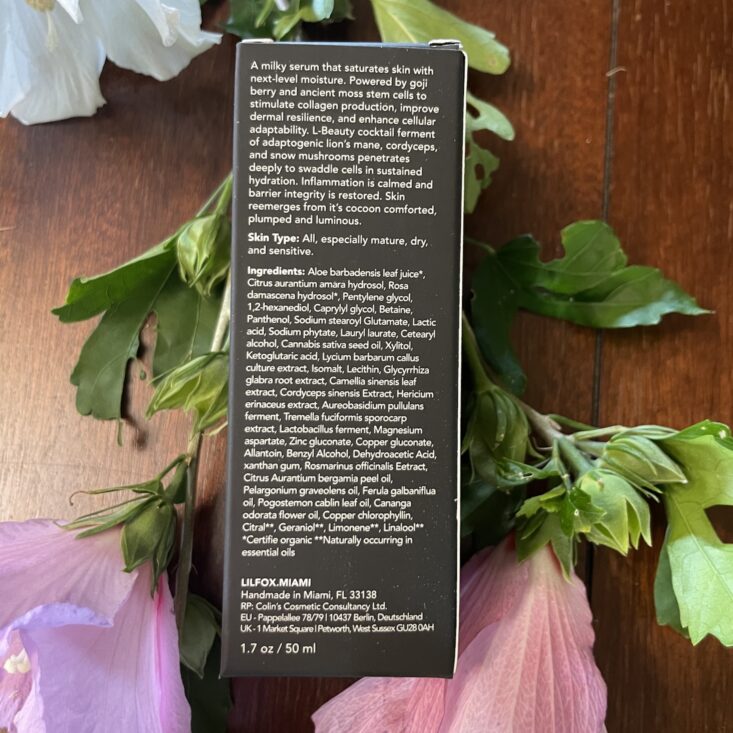 A milky serum that saturates skin with
next-level moisture. Powered by goji
berry and ancient moss stem cells to
stimulate collagen production, improve
dermal resilience, and enhance cellular
adaptability. L-Beauty cocktail ferment
of adaptogenic lion's mane, cordyceps,
and snow mushrooms penetrates
deeply to swaddle cells in sustained
hydration. Inflammation is calmed and
barrier integrity is restored. Skin
reemerges from it's cocoon comforted,
plumped and luminous.
Skin Type: All, especially mature, dry,
and sensitive.
Ingredients: Aloe barbadensis leaf juice*,
Citrus aurantium amara hydrosol, Rosa
damascena hydrosol*, Pentylene glycol,
1,2-hexanediol, Caprylyl glycol, Betaine,
Panthenol, Sodium stearoyl Glutamate, Lactic
acid, Sodium phytate, Lauryl laurate, Cetearyl
alcohol, Cannabis sativa seed oil, Xylitol,
Ketoglutaric acid, Lycium barbarum callus
culture extract, Isomalt, Lecithin, Glycyrrhiza
glabra root extract, Camellia sinensis leaf
extract, Cordyceps sinensis Extract, Hericium
erinaceus extract, Aureobasidium pullulans
ferment, Tremella fuciformis sporocarp
extract, Lactobacillus ferment, Magnesium
aspartate, Zinc gluconate, Copper gluconate,
Allantoin, Benzyl Alcohol, Dehydroacetic Acid,
xanthan gum, Rosmarinus officinalis Eetract,
Citrus Aurantium bergamia peel oil,
Pelargonium graveolens oil, Ferula galbaniflua
oil, Pogostemon cablin leaf oil, Cananga
odorata flower oil, Copper chlorophyllin,
Citral**, Geraniol**, Limonene**, Linalool**
*Certifie organic **Naturally occurring in
essential oils
LILFOX.MIAMI
Handmade in Miami, FL 33138
RP: Colin's Cosmetic Consultancy Ltd.
EU - Pappelallee 78/79 | 10437 Berlin, Deutschland
UK - 1 Market Square | Petworth, West Sussex GU28 0AH
1.7 oz / 50 ml